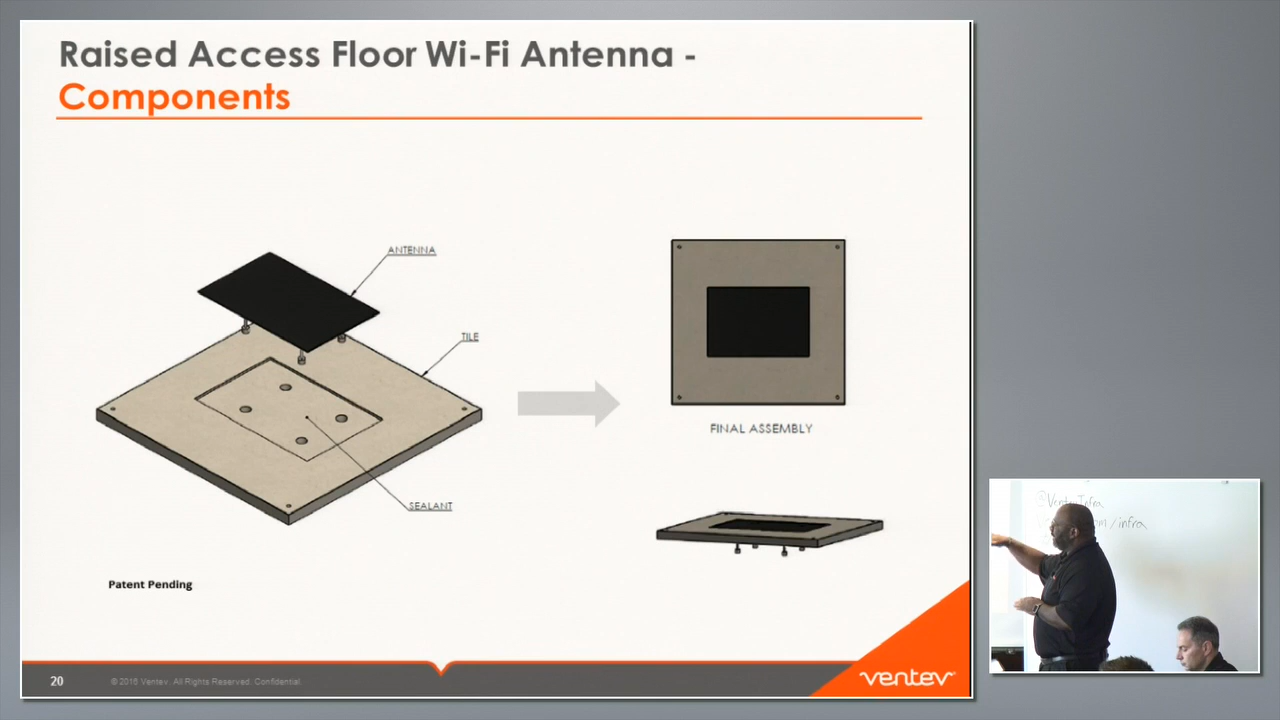 Raised Access Floor Wi-Fi Antenna -
Components
ANTENNA
TILE
SEALANT
FINAL ASSEMBLY
Patent Pending
20
© 2016 Ventev. All Rights Reserved. Confidential.
ventev
/infra